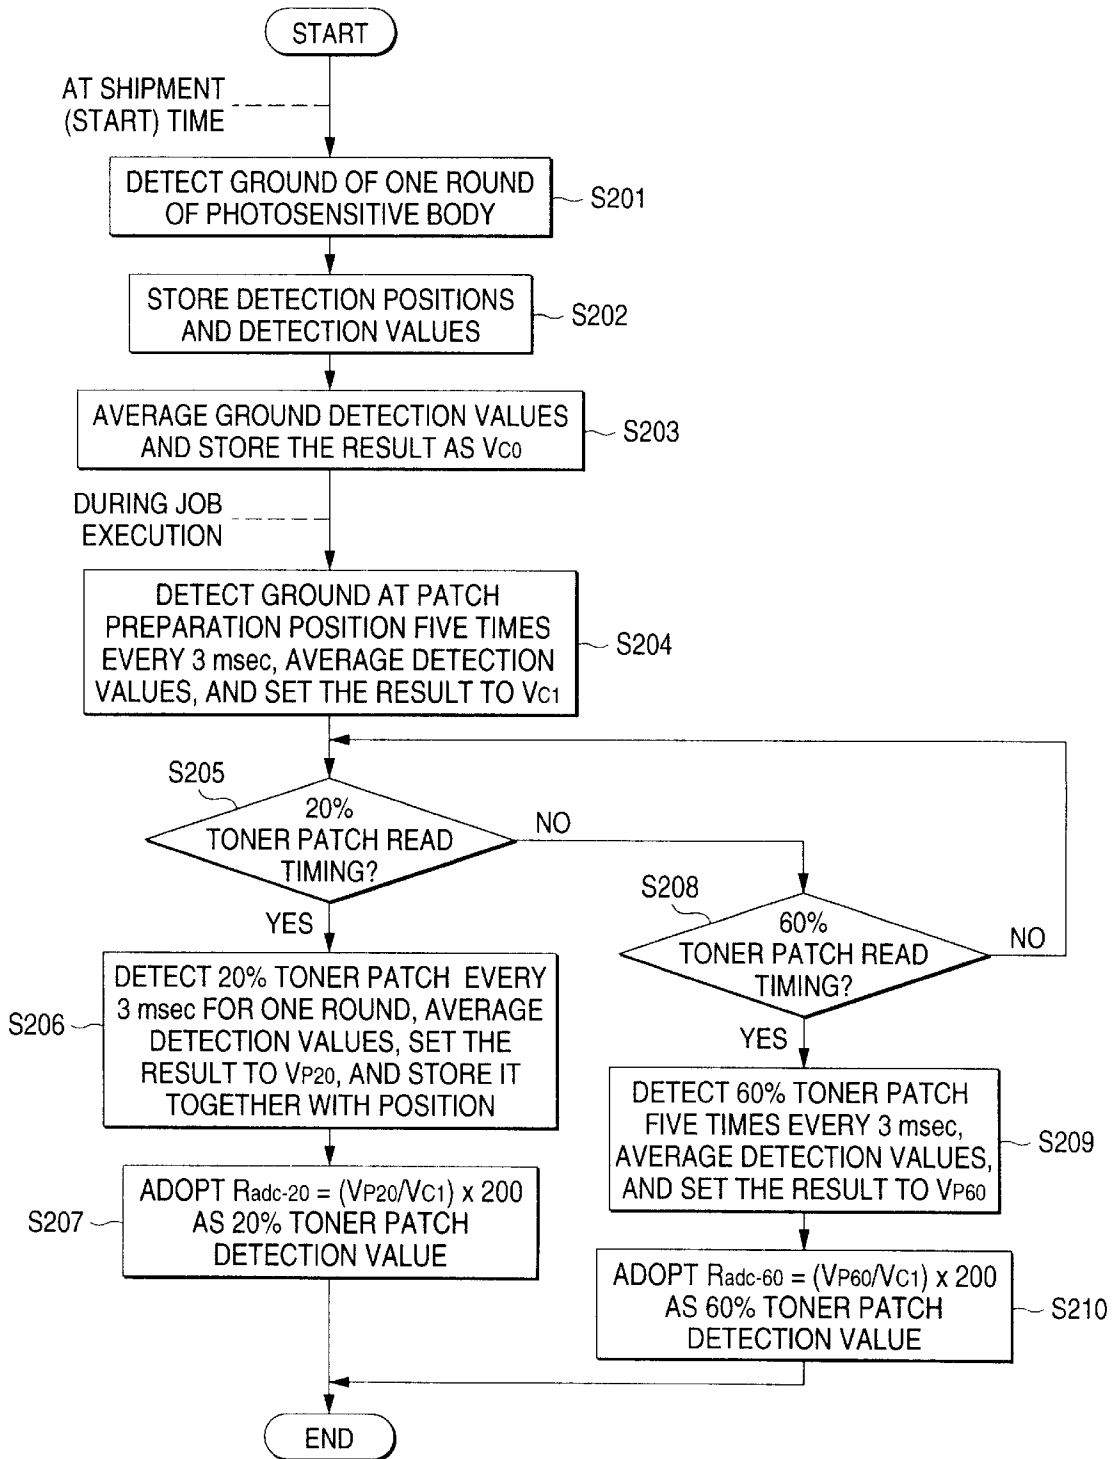 START
AT SHIPMENT
(START) TIME
DETECT GROUND OF ONE ROUND
OF PHOTOSENSITIVE BODY
S201
STORE DETECTION POSITIONS
AND DETECTION VALUES
S202
AVERAGE GROUND DETECTION VALUES
AND STORE THE RESULT AS VC0
S203
DURING JOB
EXECUTION
DETECT GROUND AT PATCH
PREPARATION POSITION FIVE TIMES
EVERY 3 msec, AVERAGE DETECTION
VALUES, AND SET THE RESULT TO VC1
S204
S205
20%
TONER PATCH READ
TIMING?
NO
YES
S208
60%
TONER PATCH READ
TIMING?
NO
YES
DETECT 20% TONER PATCH EVERY
3 msec FOR ONE ROUND, AVERAGE
DETECTION VALUES, SET THE
RESULT TO VP20, AND STORE IT
TOGETHER WITH POSITION
S206
DETECT 60% TONER PATCH
FIVE TIMES EVERY 3 msec,
AVERAGE DETECTION VALUES,
AND SET THE RESULT TO VP60
S209
ADOPT Radc-20 = (VP20/VC1) x 200
AS 20% TONER PATCH
DETECTION VALUE
S207
ADOPT Radc-60 = (VP60/VC1) x 200
AS 60% TONER PATCH
DETECTION VALUE
S210
END